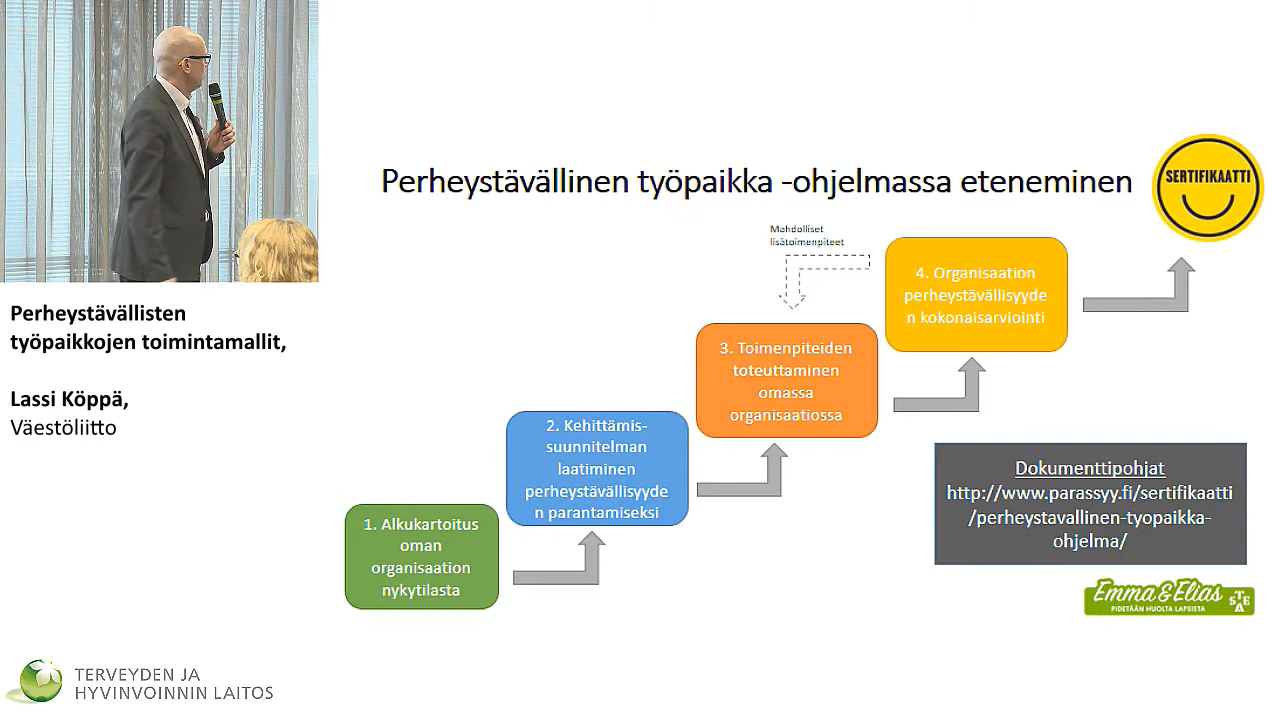 Perheystävällisten
työpaikkojen toimintamallit,
Lassi Köppä,
Väestöliitto
TERVEYDEN JA
HYVINVOINNIN LAITOS
Perheystävällinen työpaikka -ohjelmassa eteneminen
SERTIFIKAATTI
Mahdolliset
lisätoimenpiteet
4. Organisaation
perheystävällisyyde
n kokonaisarviointi
3. Toimenpiteiden
toteuttaminen
omassa
organisaatiossa
2. Kehittämis-
suunnitelman
laatiminen
perheystävällisyyde
n parantamiseksi
1. Alkukartoitus
oman
organisaation
nykytilasta
Dokumenttipohjat
http://www.parassyy.fi/sertifikaatti
/perheystavallinen-tyopaikka-
ohjelma/
Emma & Elias
PIDETÄÄN HUOLTA LAPSISTA
STEA